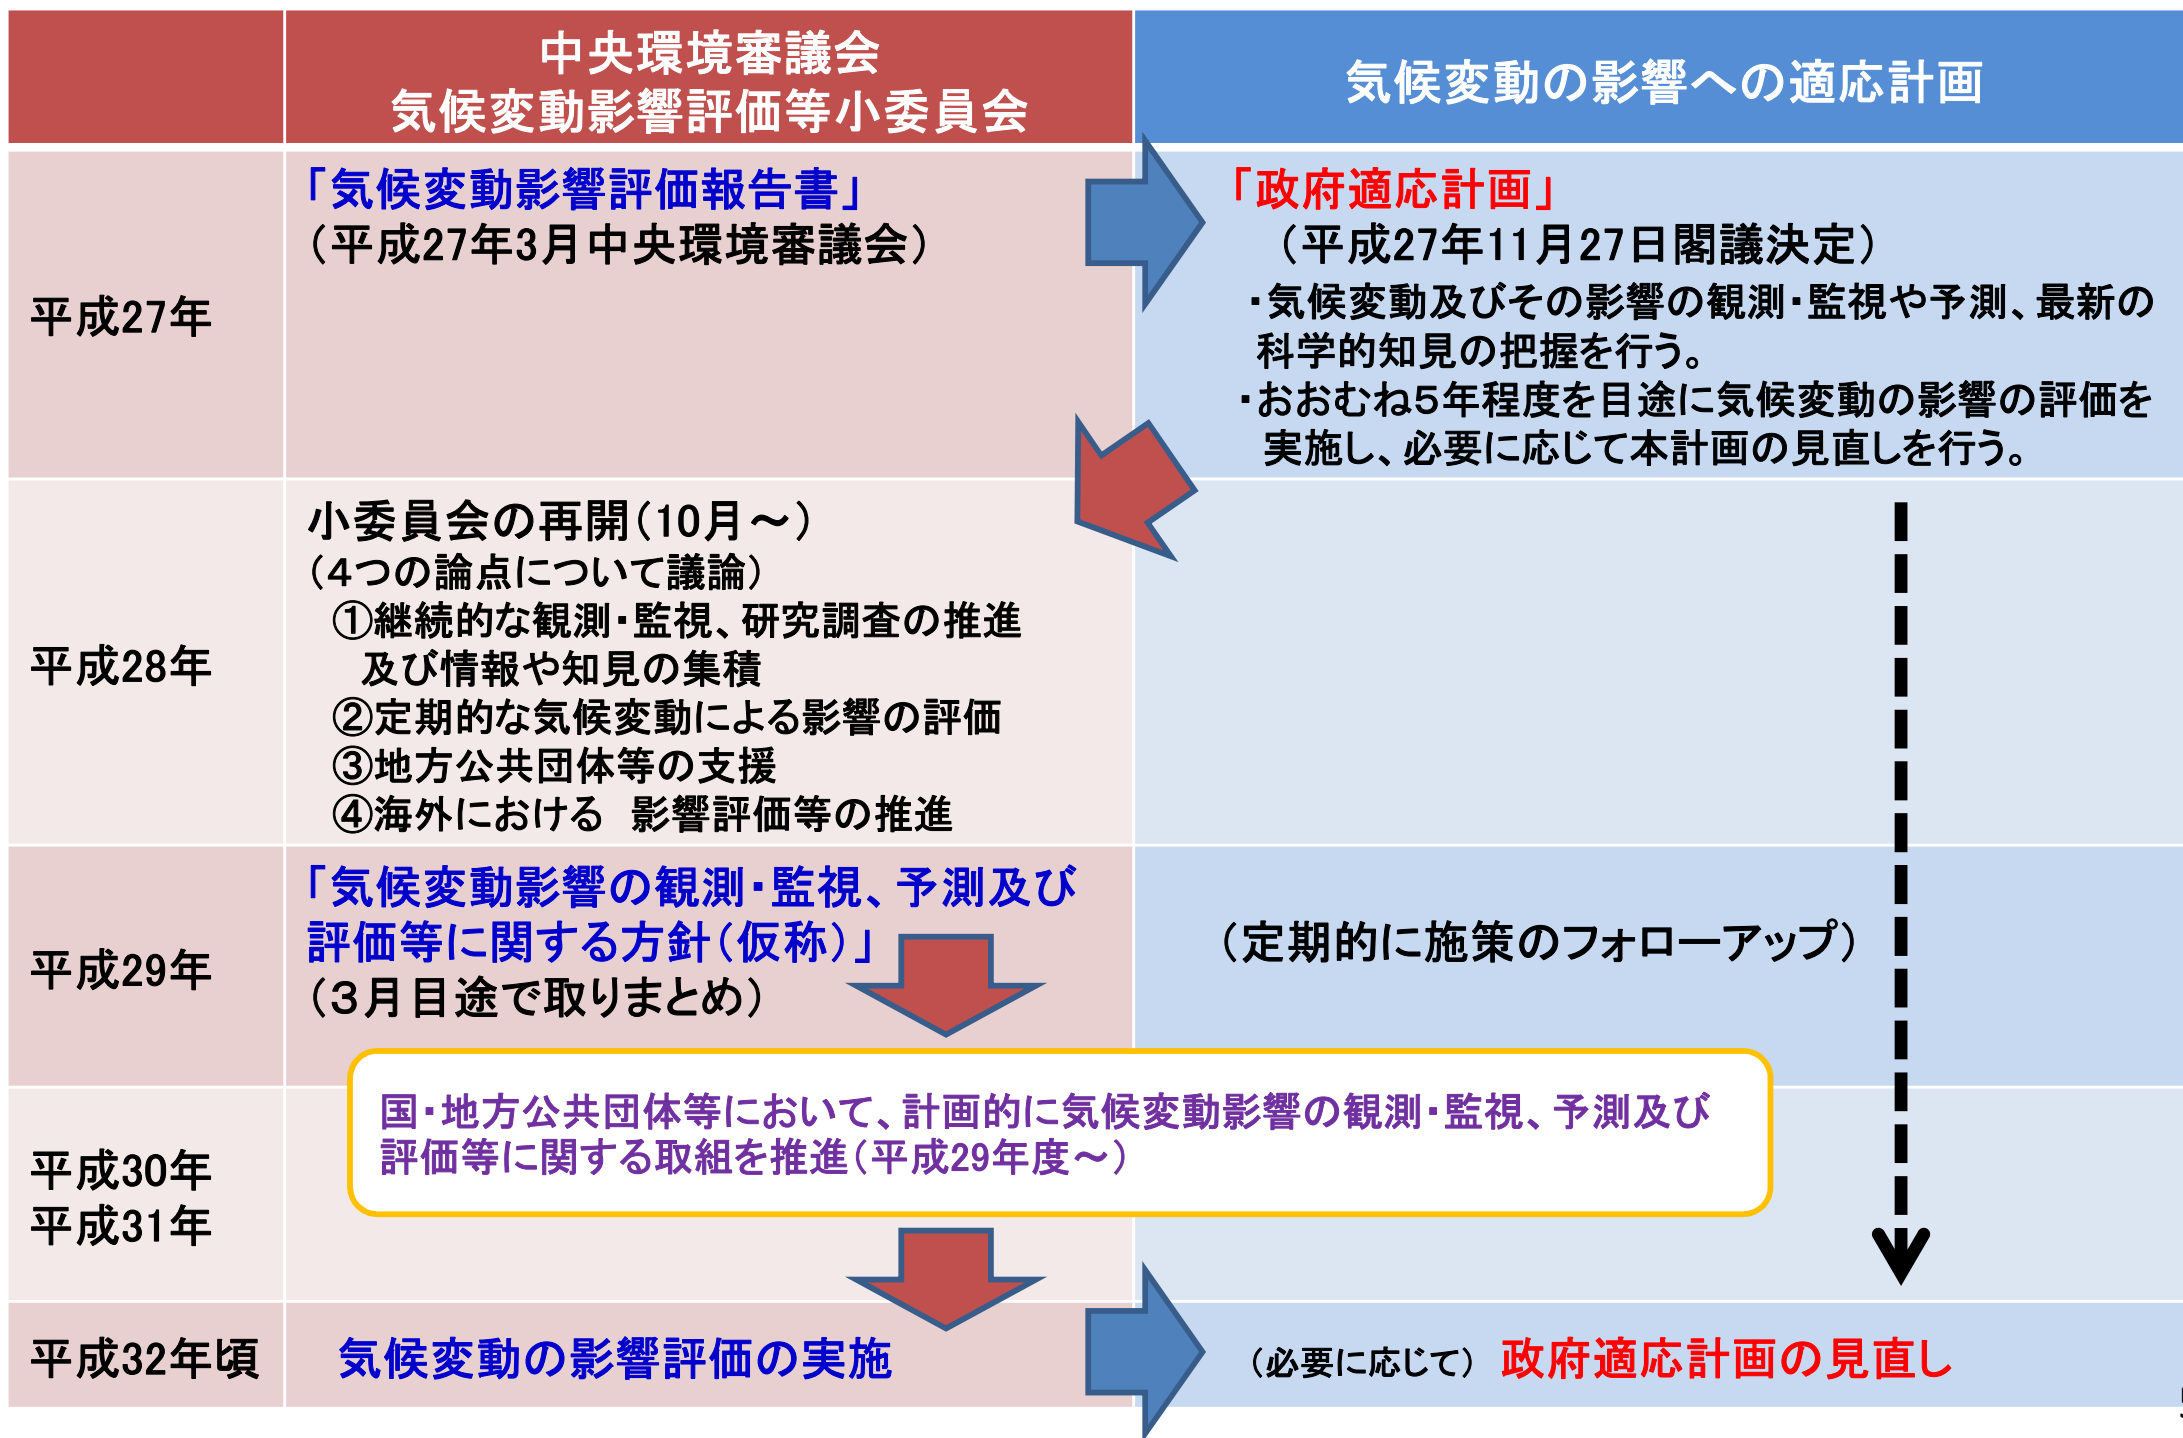 中央環境審議会
気候変動影響評価等小委員会
気候変動の影響への適応計画
平成27年
「気候変動影響評価報告書」
（平成27年3月中央環境審議会）
「政府適応計画」
（平成27年11月27日閣議決定）
・気候変動及びその影響の観測・監視や予測、最新の
科学的知見の把握を行う。
・おおむね５年程度を目途に気候変動の影響の評価を
実施し、必要に応じて本計画の見直しを行う。
平成28年
小委員会の再開（10月～）
（４つの論点について議論）
①継続的な観測・監視、研究調査の推進
及び情報や知見の集積
②定期的な気候変動による影響の評価
③地方公共団体等の支援
④海外における　影響評価等の推進
平成29年
「気候変動影響の観測・監視、予測及び
評価等に関する方針（仮称）」
（３月目途で取りまとめ）
（定期的に施策のフォローアップ）
国・地方公共団体等において、計画的に気候変動影響の観測・監視、予測及び
評価等に関する取組を推進（平成29年度～）
平成30年
平成31年
平成32年頃
気候変動の影響評価の実施
（必要に応じて）政府適応計画の見直し